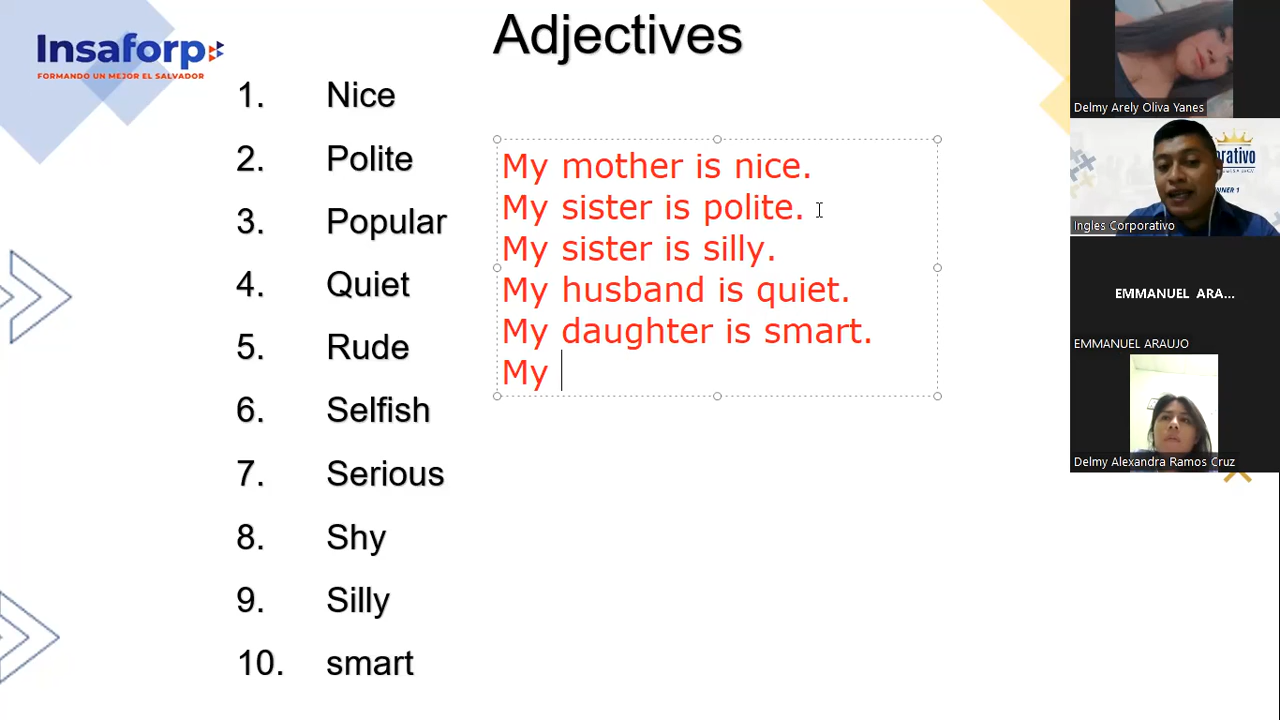 Insaforp
FORMANDO UN MEJOR EL SALVADOR
Adjectives
1. Nice
2. Polite
3. Popular
4. Quiet
5. Rude
6. Selfish
7. Serious
8. Shy
9. Silly
10. smart
My mother is nice.
My sister is polite.
My sister is silly.
My husband is quiet.
My daughter is smart.
My
Delmy Arely Oliva Yanes
Ingles Corporativo
EMMANUEL ARA...
EMMANUEL ARAUJO
Delmy Alexandra Ramos Cruz